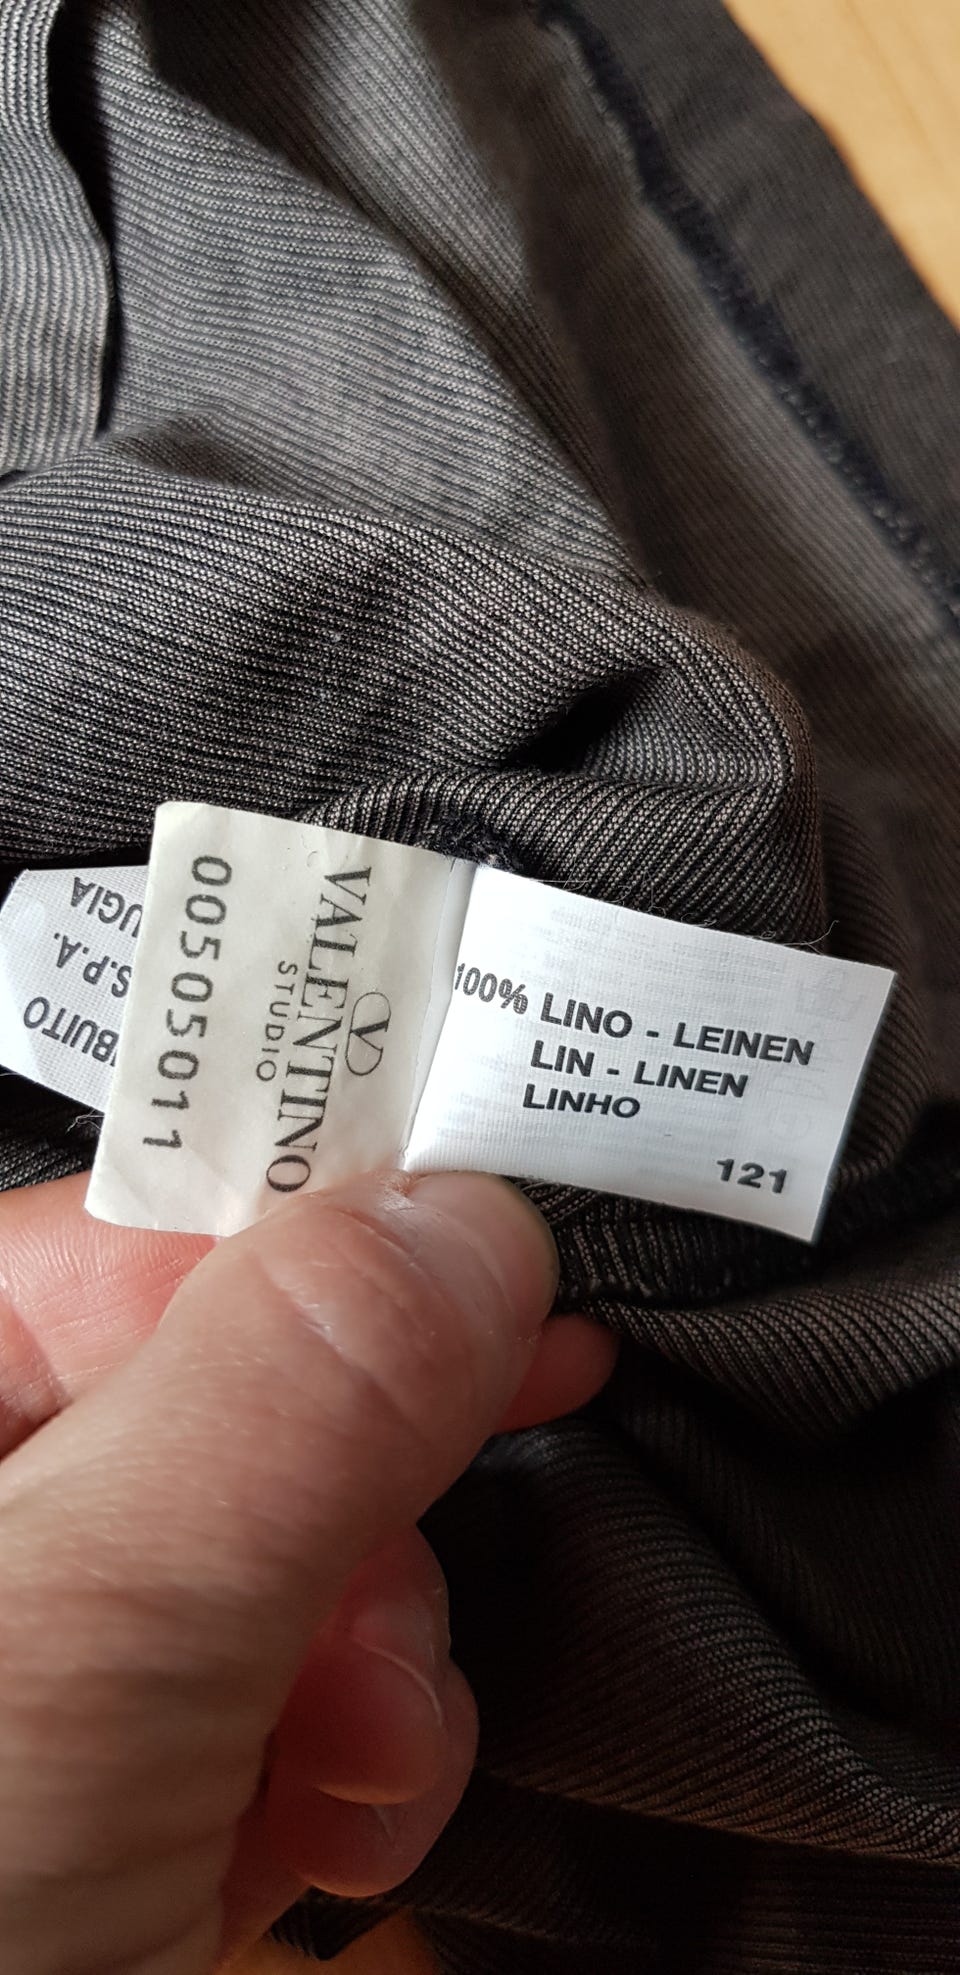 100% LINO - LEINEN
LIN - LINEN
LINHO
121
VALENTINO
STUDIO
00505011
S.P.A.